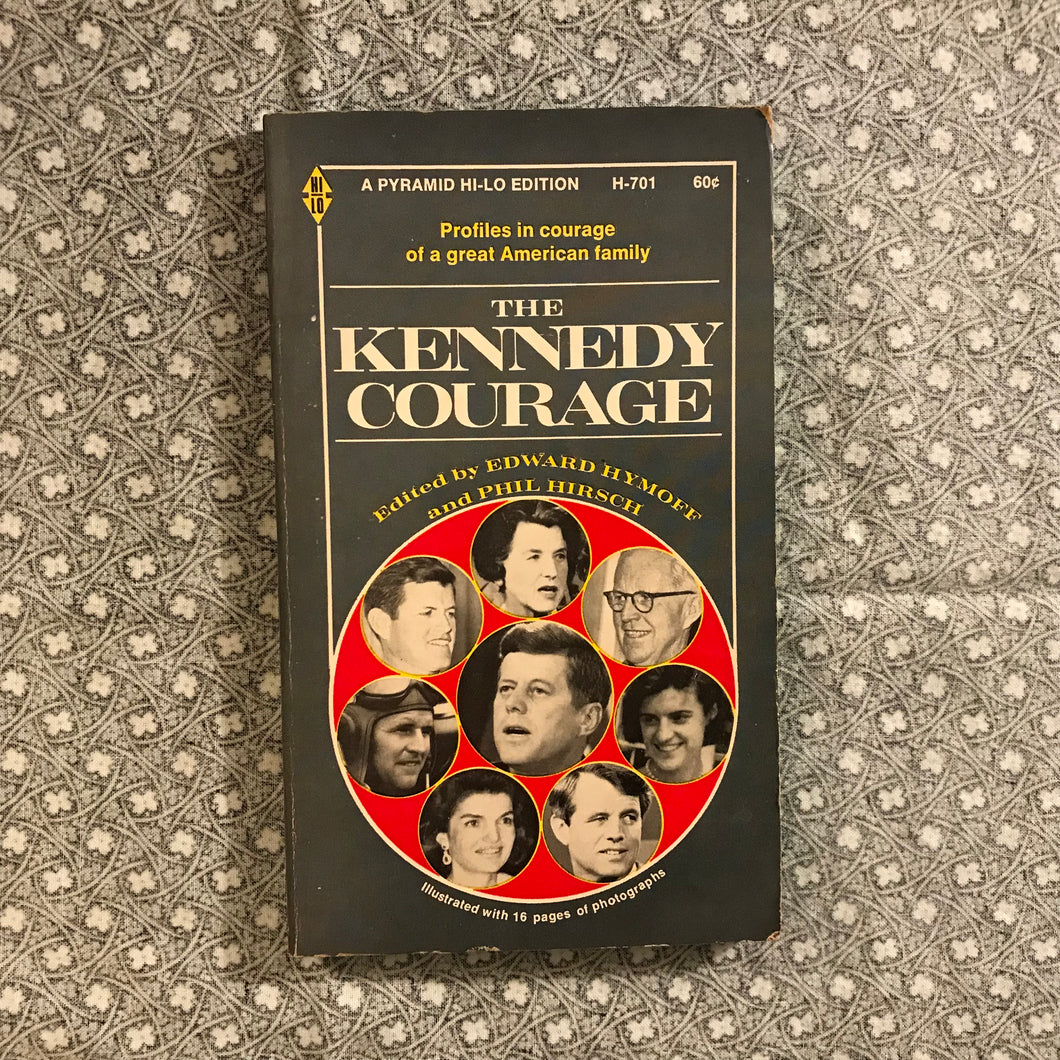 HI
LO
A PYRAMID HI-LO EDITION H-701 60¢
Profiles in courage
of a great American family
THE
KENNEDY
COURAGE
Edited by EDWARD HYMOFF
and PHIL HIRSCH
Illustrated with 16 pages of photographs